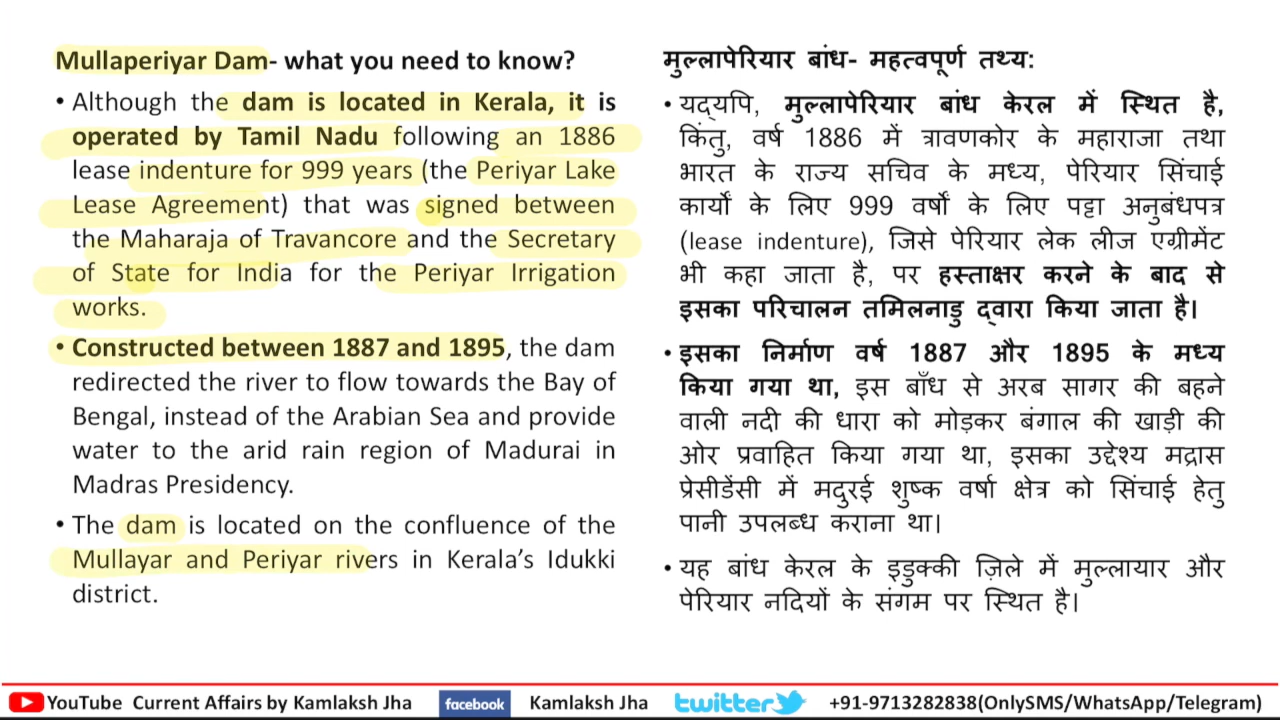 Mullaperiyar Dam- what you need to know?
• Although the dam is located in Kerala, it is
operated by Tamil Nadu following an 1886
lease indenture for 999 years (the Periyar Lake
Lease Agreement) that was signed between
the Maharaja of Travancore and the Secretary
of State for India for the Periyar Irrigation
works.
• Constructed between 1887 and 1895, the dam
redirected the river to flow towards the Bay of
Bengal, instead of the Arabian Sea and provide
water to the arid rain region of Madurai in
Madras Presidency.
• The dam is located on the confluence of the
Mullayar and Periyar rivers in Kerala's Idukki
district.
मुल्लापेरियार बांध- महत्वपूर्ण तथ्य:
• यद्यपि, मुल्लापेरियार बांध केरल में स्थित है,
किंतु, वर्ष 1886 में त्रावणकोर के महाराजा तथा
भारत के राज्य सचिव के मध्य, पेरियार सिंचाई
कार्यों के लिए 999 वर्षों के लिए पट्टा अनुबंधपत्र
(lease indenture), जिसे पेरियार लेक लीज एग्रीमेंट
भी कहा जाता है, पर हस्ताक्षर करने के बाद से
इसका परिचालन तमिलनाडु द्वारा किया जाता है।
• इसका निर्माण वर्ष 1887 और 1895 के मध्य
किया गया था, इस बाँध से अरब सागर की बहने
वाली नदी की धारा को मोड़कर बंगाल की खाड़ी की
ओर प्रवाहित किया गया था, इसका उद्देश्य मद्रास
प्रेसीडेंसी में मदुरई शुष्क वर्षा क्षेत्र को सिंचाई हेतु
पानी उपलब्ध कराना था।
• यह बांध केरल के इडुक्की ज़िले में मुल्लायार और
पेरियार नदियों के संगम पर स्थित है।
YouTube Current Affairs by Kamlaksh Jha facebook Kamlaksh Jha twitter +91-9713282838(OnlySMS/WhatsApp/Telegram)